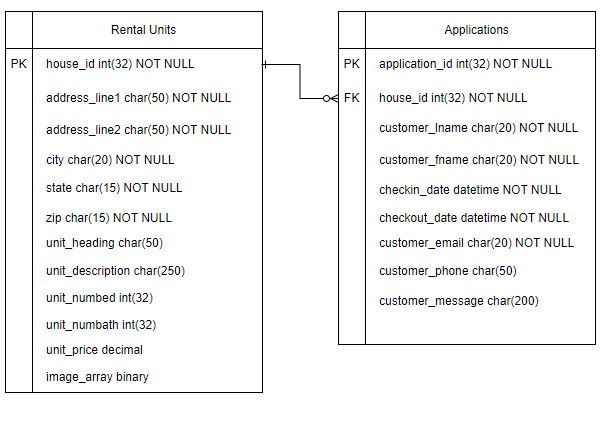 Rental Units
PK house_id int(32) NOT NULL
address_line1 char(50) NOT NULL
address_line2 char(50) NOT NULL
city char(20) NOT NULL
state char(15) NOT NULL
zip char(15) NOT NULL
unit_heading char(50)
unit_description char(250)
unit_numbed int(32)
unit_numbath int(32)
unit_price decimal
image_array binary
Applications
PK application_id int(32) NOT NULL
FK house_id int(32) NOT NULL
customer_lname char(20) NOT NULL
customer_fname char(20) NOT NULL
checkin_date datetime NOT NULL
checkout_date datetime NOT NULL
customer_email char(20) NOT NULL
customer_phone char(50)
customer_message char(200)